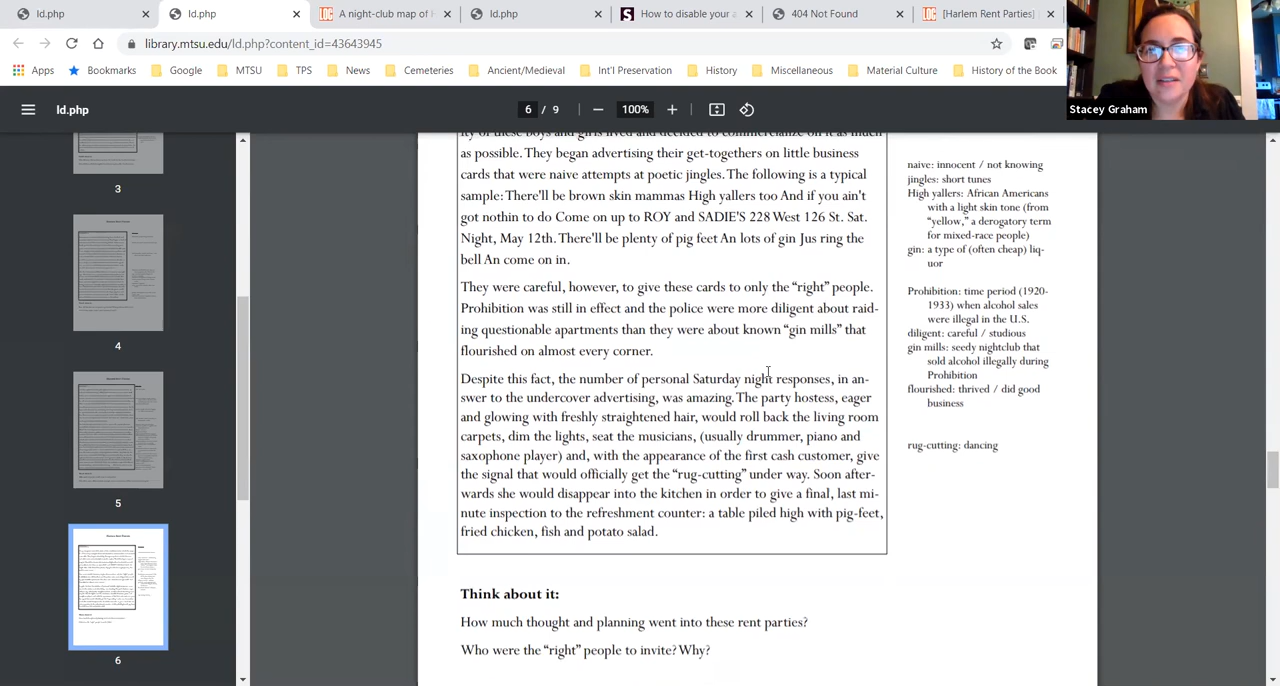 ld.php
ld.php
A night-club map of
ld.php
How to disable your
404 Not Found
[Harlem Rent Parties]
library.mtsu.edu/ld.php?content_id=43643945
Apps Bookmarks Google MTSU TPS News Cemeteries Ancient/Medieval Int'l Preservation History Miscellaneous Material Culture History of the Book
Stacey Graham
ld.php
6 / 9
100%
3
4
5
6
ity of these boys and girls lived and decided to commercialize on it as much
as possible. They began advertising their get-togethers on little business
cards that were naive attempts at poetic jingles. The following is a typical
sample: There'll be brown skin mammas High yallers too And if you ain't
got nothin to do Come on up to ROY and SADIE'S 228 West 126 St. Sat.
Night, May 12th. There'll be plenty of pig feet An lots of gin Jus ring the
bell An come on in.
They were careful, however, to give these cards to only the “right” people.
Prohibition was still in effect and the police were more diligent about raid-
ing questionable apartments than they were about known “gin mills” that
flourished on almost every corner.
Despite this fact, the number of personal Saturday night responses, in an-
swer to the undercover advertising, was amazing. The party hostess, eager
and glowing with freshly straightened hair, would roll back the living room
carpets, dim the lights, seat the musicians, (usually drummer, piano and
saxophone player) and, with the appearance of the first cash customer, give
the signal that would officially get the “rug-cutting” under way. Soon after-
wards she would disappear into the kitchen in order to give a final, last mi-
nute inspection to the refreshment counter: a table piled high with pig-feet,
fried chicken, fish and potato salad.
naive: innocent / not knowing
jingles: short tunes
High yallers: African Americans
with a light skin tone (from
“yellow,” a derogatory term
for mixed-race people)
gin: a type of (often cheap) liq-
uor
Prohibition: time period (1920-
1933) when alcohol sales
were illegal in the U.S.
diligent: careful / studious
gin mills: seedy nightclub that
sold alcohol illegally during
Prohibition
flourished: thrived / did good
business
rug-cutting: dancing
Think about it:
How much thought and planning went into these rent parties?
Who were the “right” people to invite? Why?